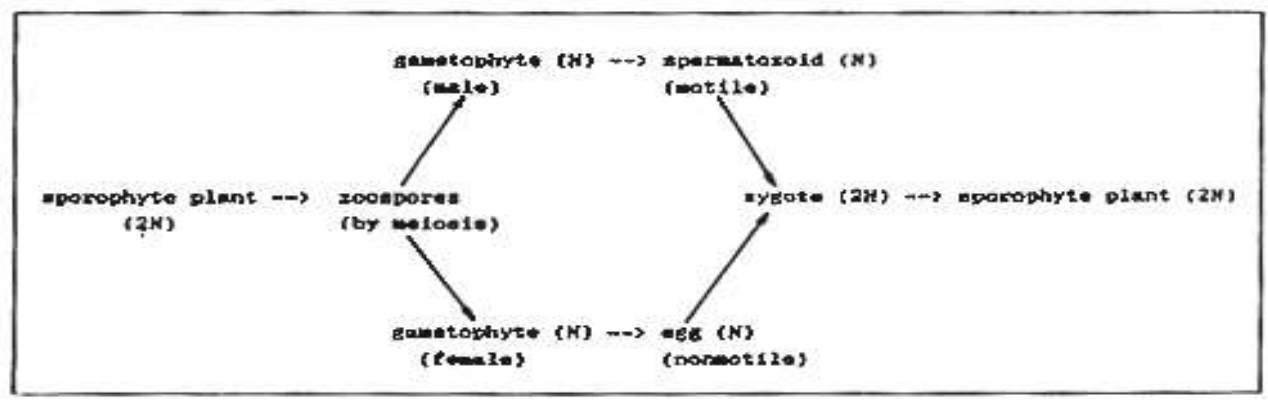 gametophyte (N) --> spermatozoid (N)
(male) (motile)
sporophyte plant --> zoospores zygote (2N) --> sporophyte plant (2N)
(2N) (by meiosis)
gametophyte (N) --> egg (N)
(female) (nonmotile)